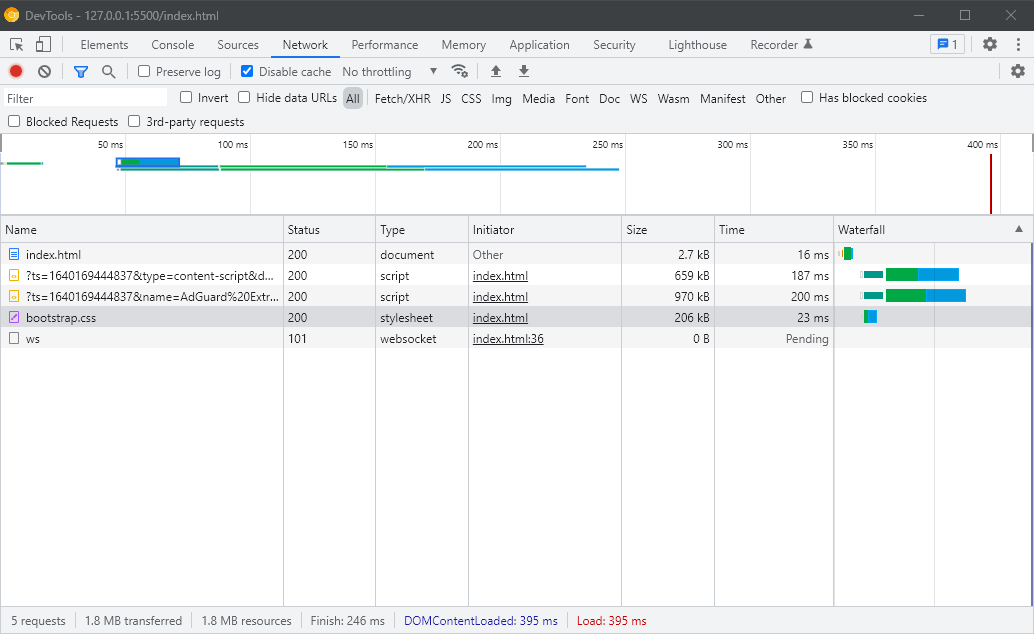 DevTools - 127.0.0.1:5500/index.html
Elements Console Sources Network Performance Memory Application Security Lighthouse Recorder 1
Preserve log Disable cache No throttling
Filter Invert Hide data URLs All Fetch/XHR JS CSS Img Media Font Doc WS Wasm Manifest Other Has blocked cookies
Blocked Requests 3rd-party requests
50 ms 100 ms 150 ms 200 ms 250 ms 300 ms 350 ms 400 ms
Name Status Type Initiator Size Time Waterfall
index.html 200 document Other 2.7 kB 16 ms
?ts=1640169444837&type=content-script&d... 200 script index.html 659 kB 187 ms
?ts=1640169444837&name=AdGuard%20Extr... 200 script index.html 970 kB 200 ms
bootstrap.css 200 stylesheet index.html 206 kB 23 ms
ws 101 websocket index.html:36 0 B Pending
5 requests 1.8 MB transferred 1.8 MB resources Finish: 246 ms DOMContentLoaded: 395 ms Load: 395 ms